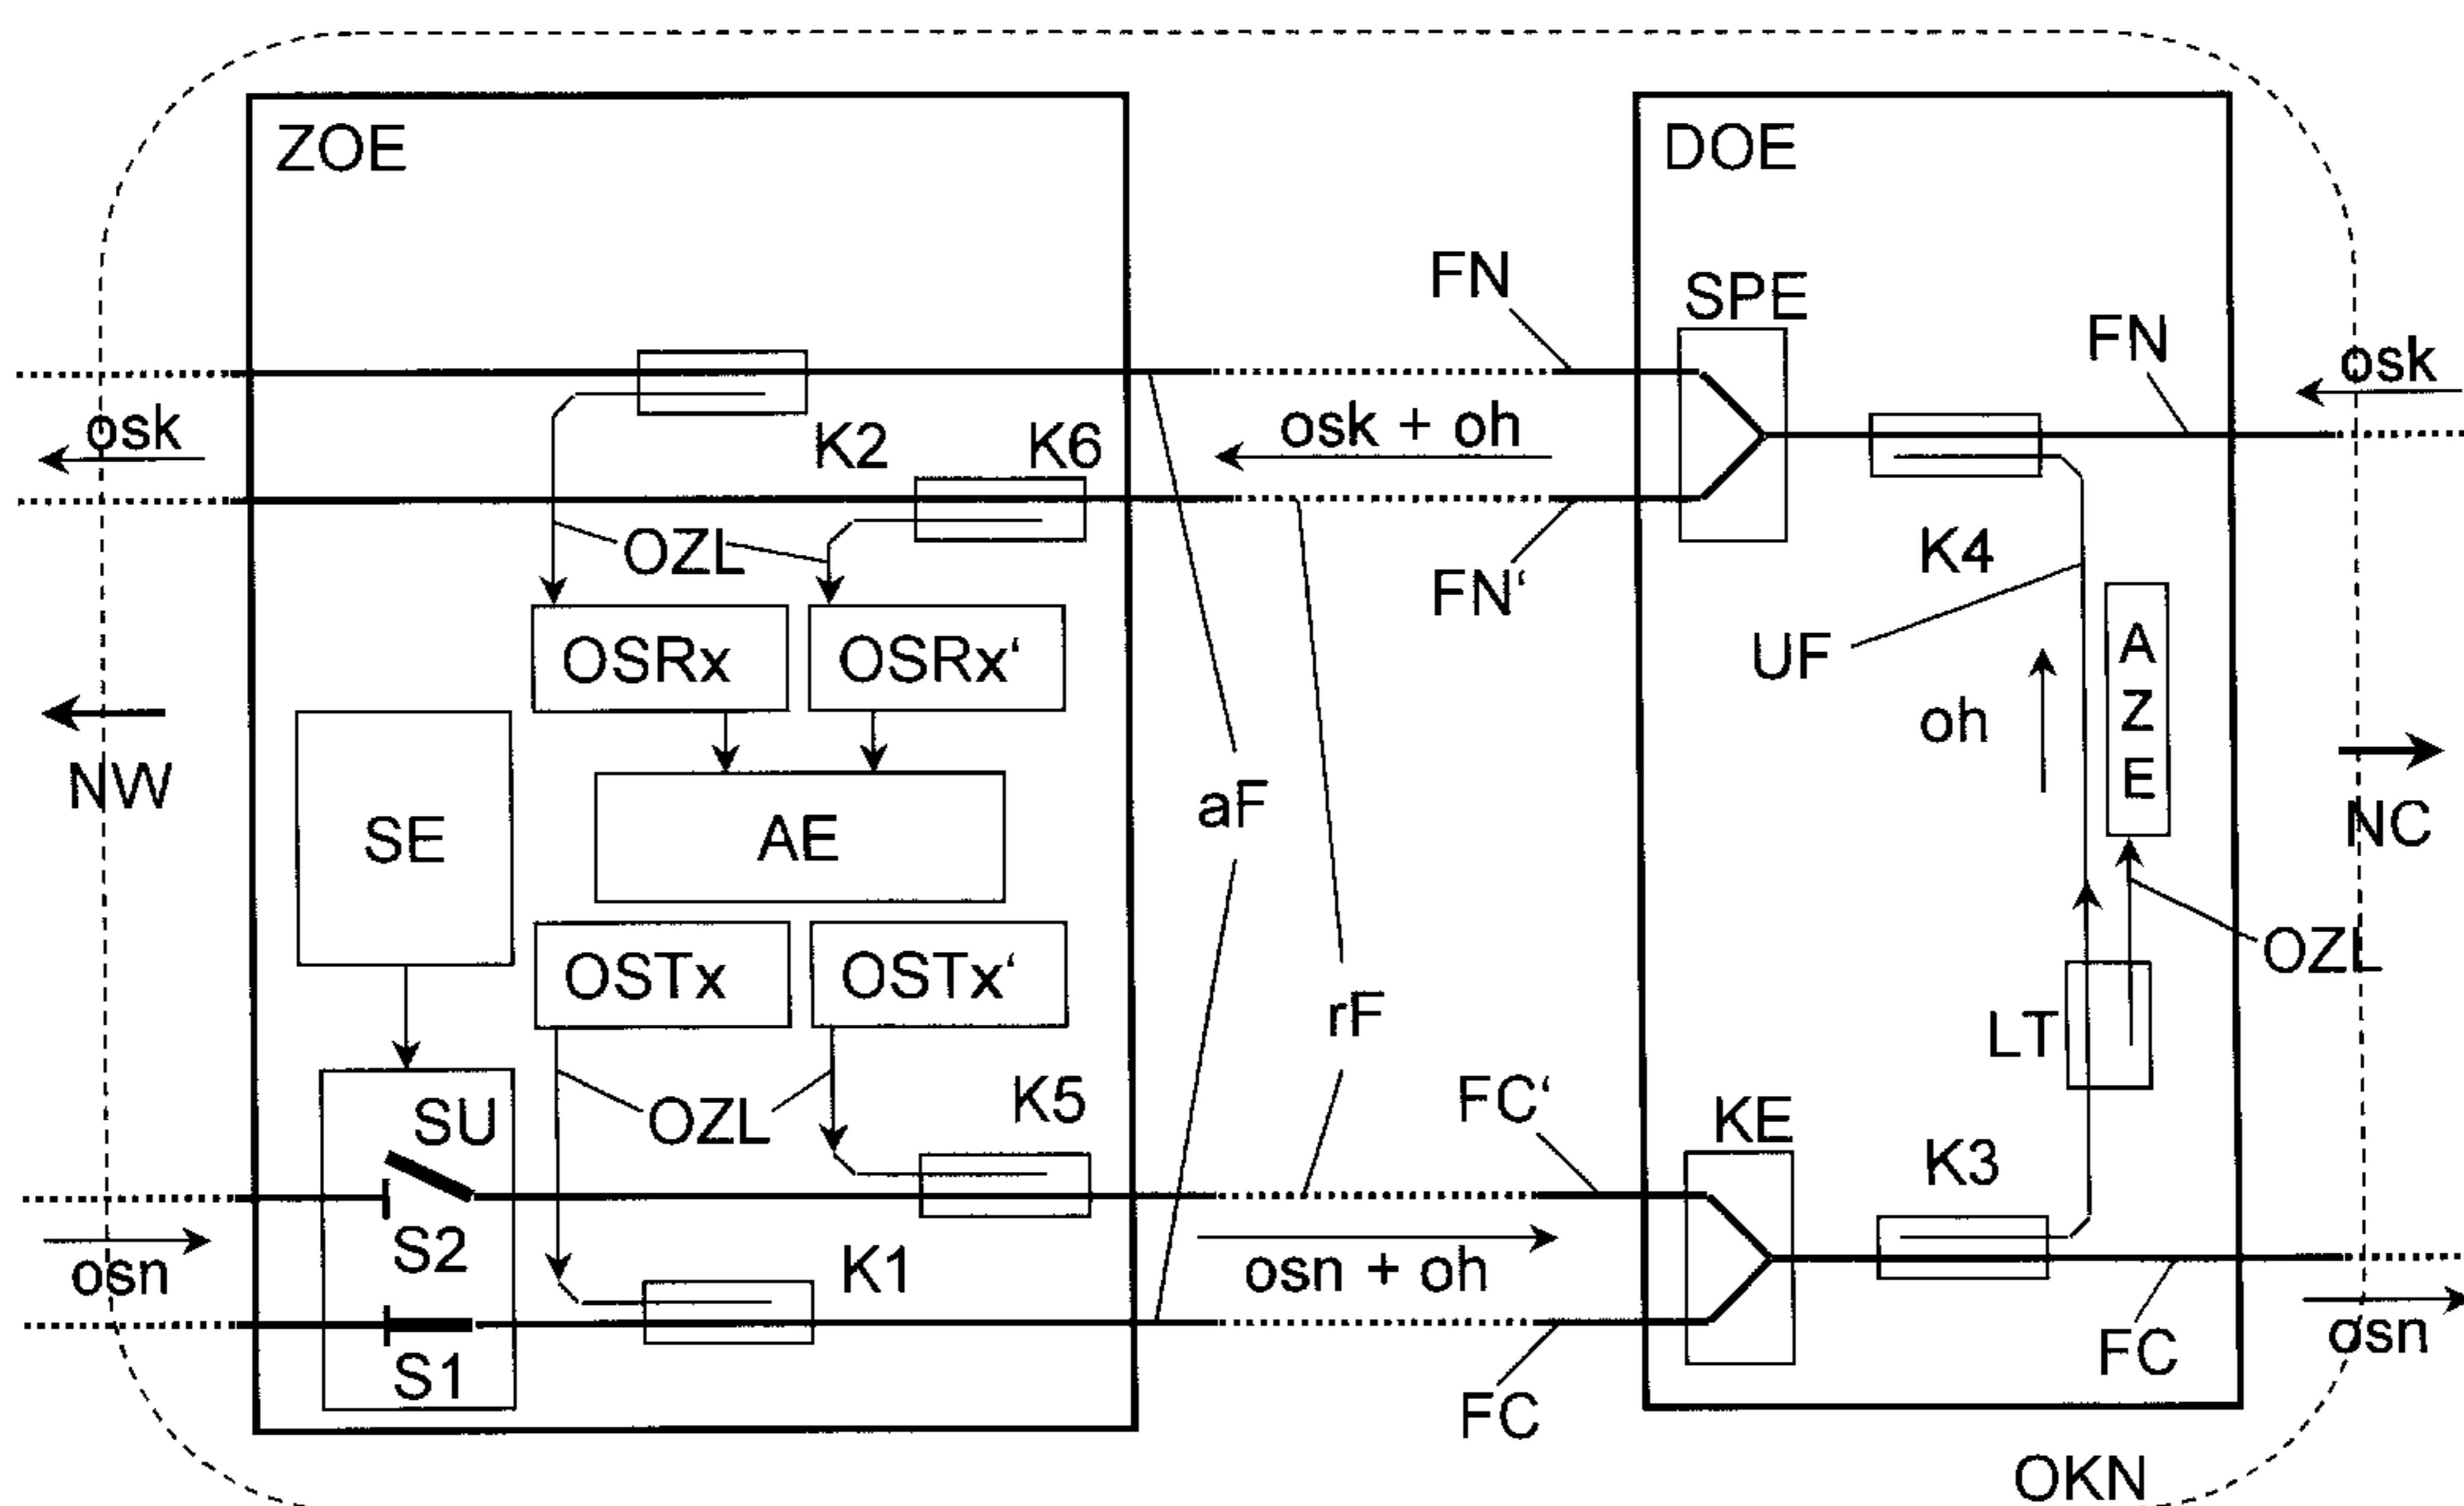 ZOE
DOE
FN
SPE
FN
osk
osk
K2
K6
osk + oh
OZL
FN‘
K4
OSRx
OSRx‘
UF
A
Z
E
oh
NW
SE
AE
aF
NC
OSTx
OSTx‘
rF
LT
OZL
SU
OZL
K5
FC‘
KE
K3
S2
K1
osn
osn + oh
S1
FC
FC
osn
OKN